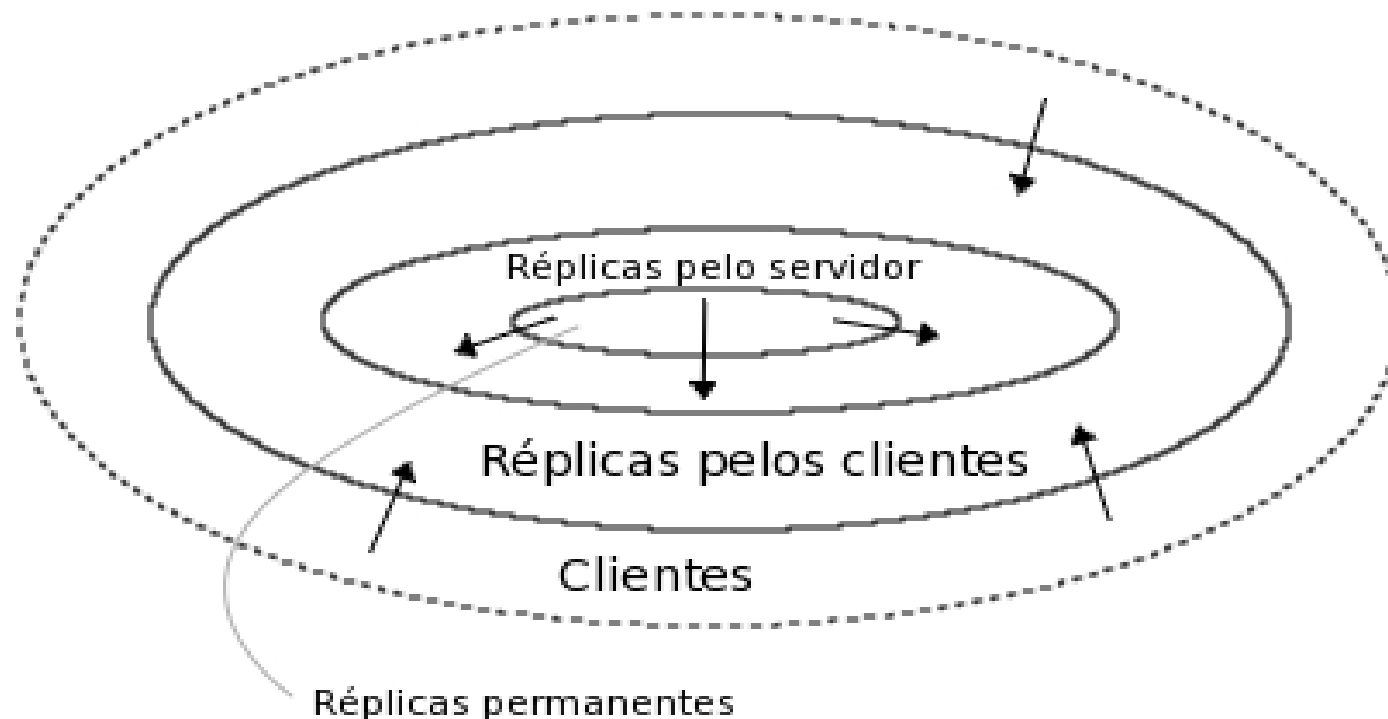 Réplicas pelo servidor
Réplicas pelos clientes
Clientes
Réplicas permanentes